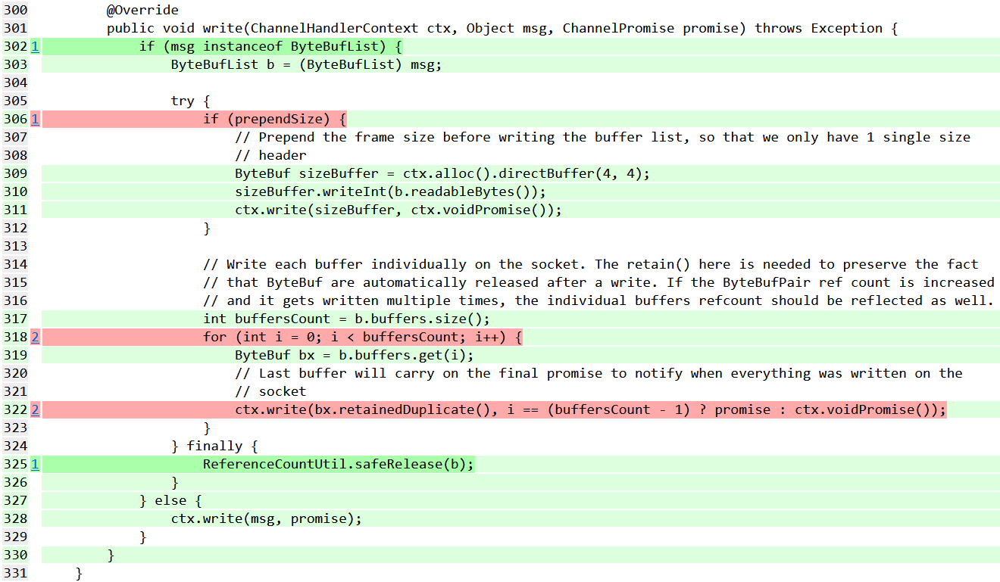 300 @Override
301 public void write(ChannelHandlerContext ctx, Object msg, ChannelPromise promise) throws Exception {
302 1 if (msg instanceof ByteBufList) {
303 ByteBufList b = (ByteBufList) msg;
304
305 try {
306 1 if (prependSize) {
307 // Prepend the frame size before writing the buffer list, so that we only have 1 single size
308 // header
309 ByteBuf sizeBuffer = ctx.alloc().directBuffer(4, 4);
310 sizeBuffer.writeInt(b.readableBytes());
311 ctx.write(sizeBuffer, ctx.voidPromise());
312 }
313
314 // Write each buffer individually on the socket. The retain() here is needed to preserve the fact
315 // that ByteBuf are automatically released after a write. If the ByteBufPair ref count is increased
316 // and it gets written multiple times, the individual buffers refcount should be reflected as well.
317 int buffersCount = b.buffers.size();
318 2 for (int i = 0; i < buffersCount; i++) {
319 ByteBuf bx = b.buffers.get(i);
320 // Last buffer will carry on the final promise to notify when everything was written on the
321 // socket
322 2 ctx.write(bx.retainedDuplicate(), i == (buffersCount - 1) ? promise : ctx.voidPromise());
323 }
324 } finally {
325 1 ReferenceCountUtil.safeRelease(b);
326 }
327 } else {
328 ctx.write(msg, promise);
329 }
330 }
331 }